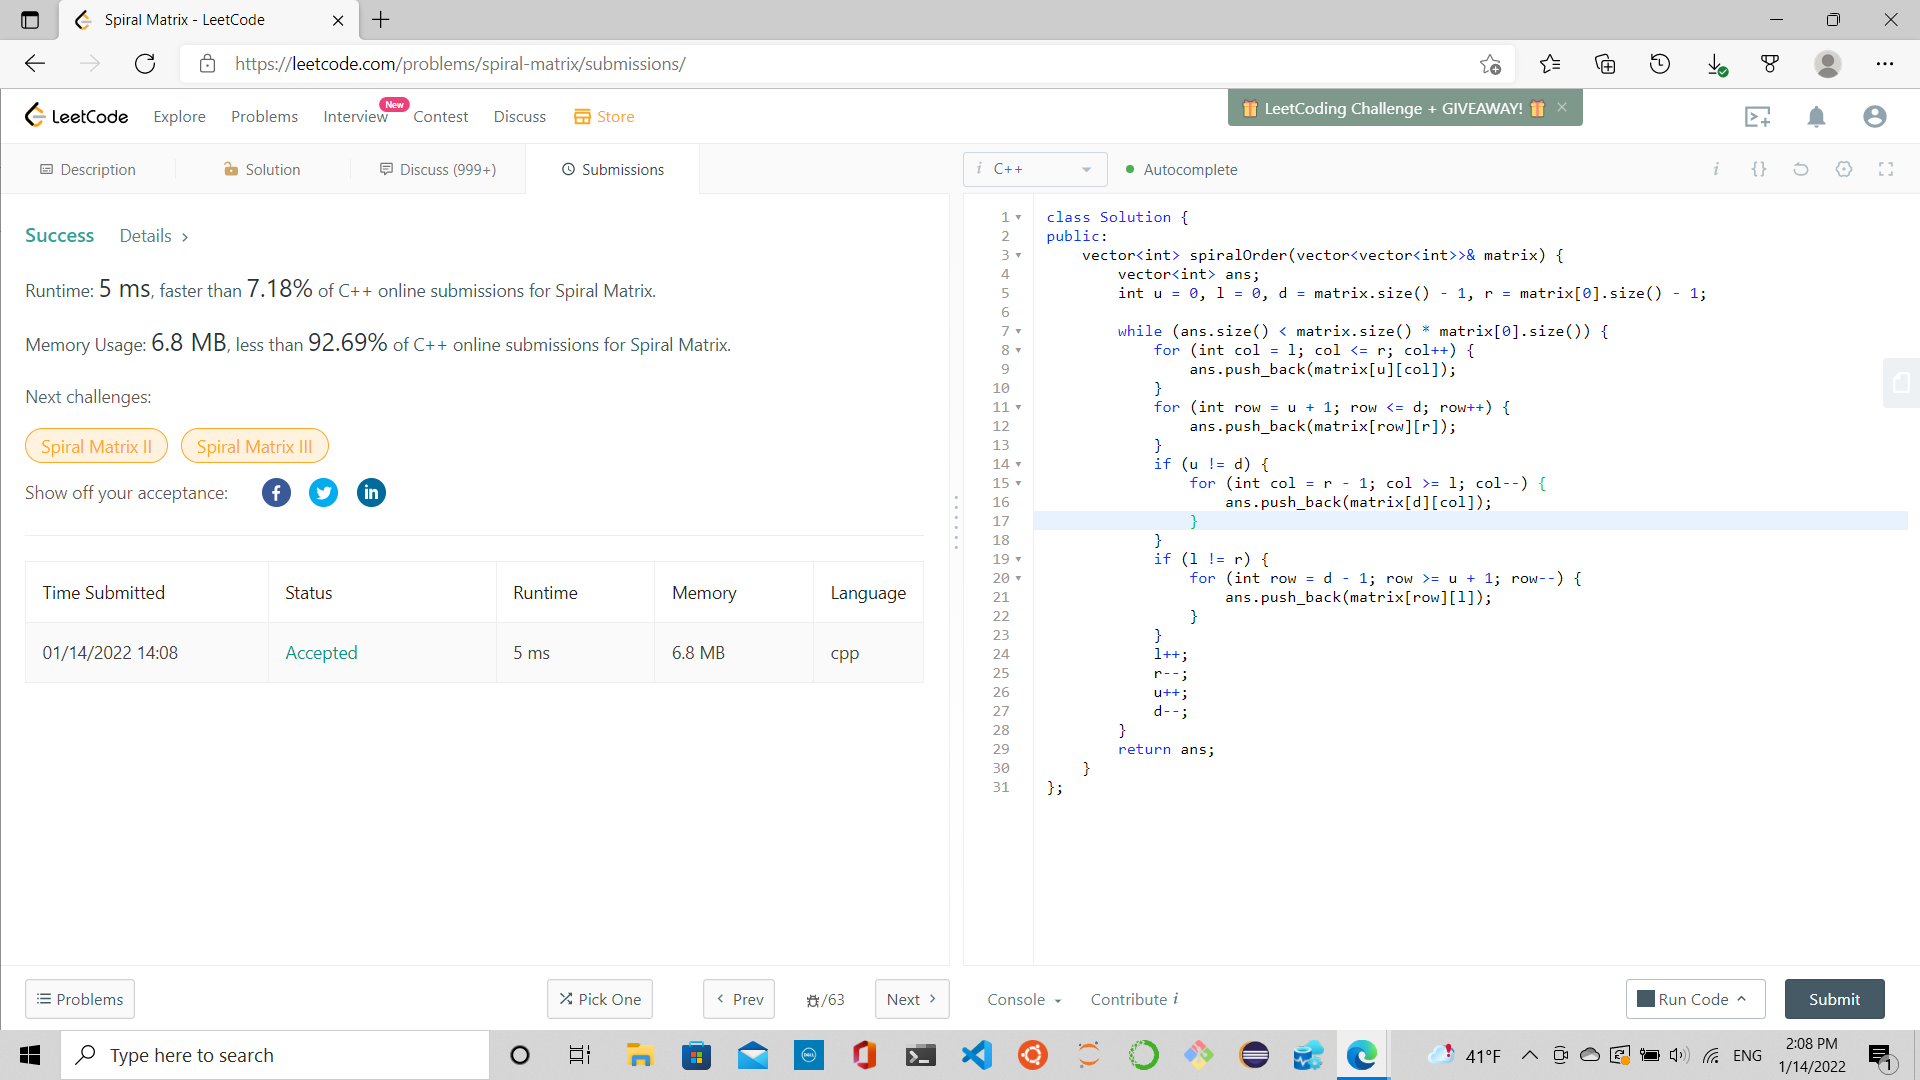 Spiral Matrix - LeetCode
https://leetcode.com/problems/spiral-matrix/submissions/
LeetCode
Explore
Problems
Interview
New
Contest
Discuss
Store
LeetCoding Challenge + GIVEAWAY!
Description
Solution
Discuss (999+)
Submissions
i C++
Autocomplete
i
{}
Success
Details >
Runtime: 5 ms, faster than 7.18% of C++ online submissions for Spiral Matrix.
Memory Usage: 6.8 MB, less than 92.69% of C++ online submissions for Spiral Matrix.
Next challenges:
Spiral Matrix II
Spiral Matrix III
Show off your acceptance:
Time Submitted Status Runtime Memory Language
01/14/2022 14:08 Accepted 5 ms 6.8 MB cpp
1 class Solution {
2 public:
3 vector<int> spiralOrder(vector<vector<int>>& matrix) {
4 vector<int> ans;
5 int u = 0, l = 0, d = matrix.size() - 1, r = matrix[0].size() - 1;
6
7 while (ans.size() < matrix.size() * matrix[0].size()) {
8 for (int col = l; col <= r; col++) {
9 ans.push_back(matrix[u][col]);
10 }
11 for (int row = u + 1; row <= d; row++) {
12 ans.push_back(matrix[row][r]);
13 }
14 if (u != d) {
15 for (int col = r - 1; col >= l; col--) {
16 ans.push_back(matrix[d][col]);
17 }
18 }
19 if (l != r) {
20 for (int row = d - 1; row >= u + 1; row--) {
21 ans.push_back(matrix[row][l]);
22 }
23 }
24 l++;
25 r--;
26 u++;
27 d--;
28 }
29 return ans;
30 }
31 };
Problems
Pick One
< Prev
/63
Next >
Console
Contribute i
Run Code
Submit
Type here to search
DELL
41°F
ENG
2:08 PM
1/14/2022
1